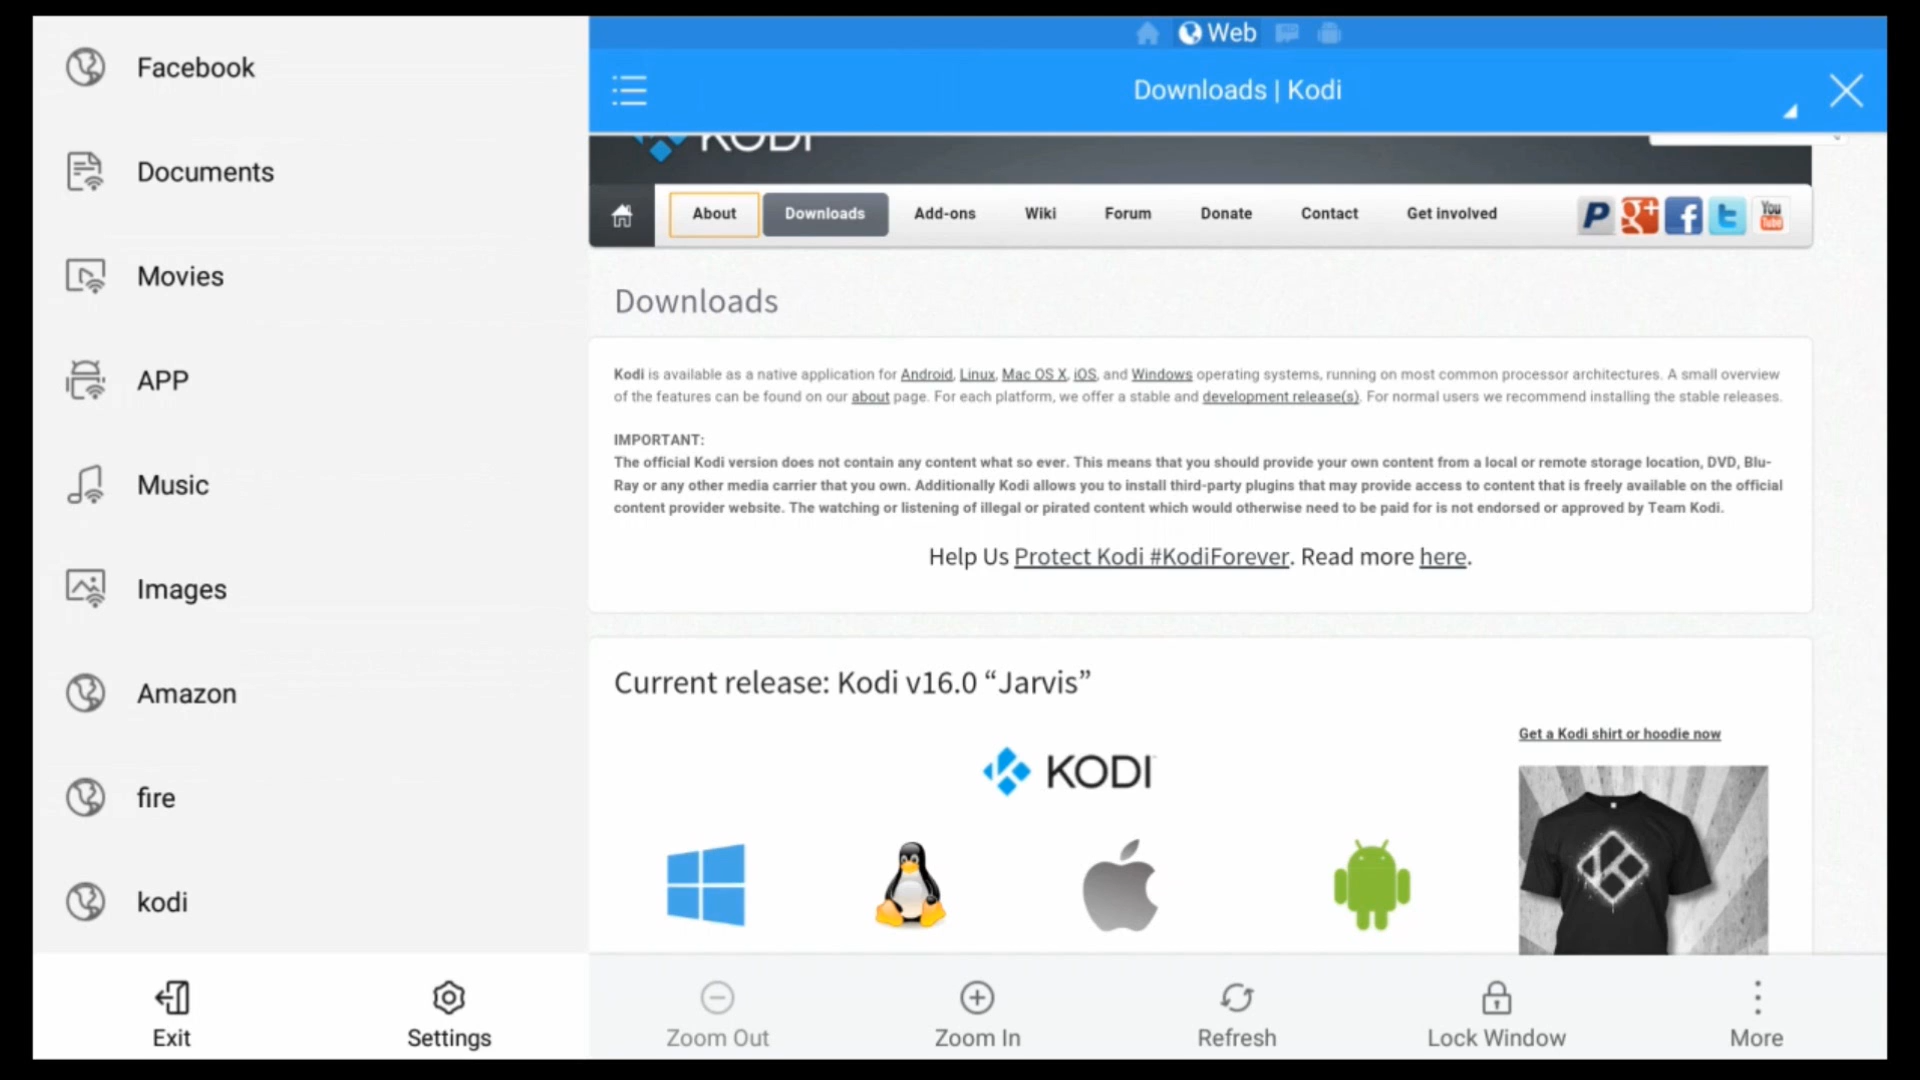 Facebook
Documents
Movies
APP
Music
Images
Amazon
fire
kodi
Exit
Settings
Web
Downloads | Kodi
KODI
About
Downloads
Add-ons
Wiki
Forum
Donate
Contact
Get involved
P
g+
f
t
You
Tube
Downloads
Kodi is available as a native application for Android, Linux, Mac OS X, iOS, and Windows operating systems, running on most common processor architectures. A small overview
of the features can be found on our about page. For each platform, we offer a stable and development release(s). For normal users we recommend installing the stable releases.
IMPORTANT:
The official Kodi version does not contain any content what so ever. This means that you should provide your own content from a local or remote storage location, DVD, Blu-
Ray or any other media carrier that you own. Additionally Kodi allows you to install third-party plugins that may provide access to content that is freely available on the official
content provider website. The watching or listening of illegal or pirated content which would otherwise need to be paid for is not endorsed or approved by Team Kodi.
Help Us Protect Kodi #KodiForever. Read more here.
Current release: Kodi v16.0 “Jarvis”
Get a Kodi shirt or hoodie now
KODI
Zoom Out
Zoom In
Refresh
Lock Window
More